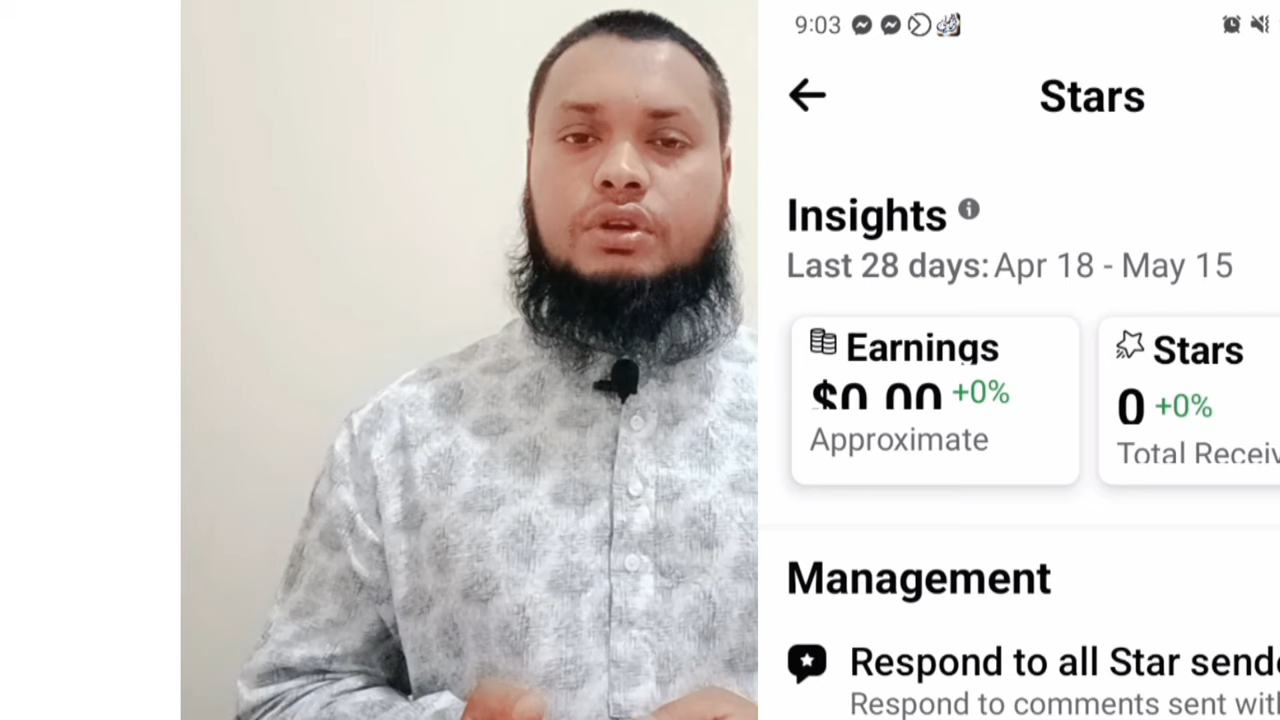 9:03
Stars
Insights
Last 28 days: Apr 18 - May 15
Earnings
$0.00 +0%
Approximate
Stars
0 +0%
Total
Management
Respond to all Star
Respond to comments sent